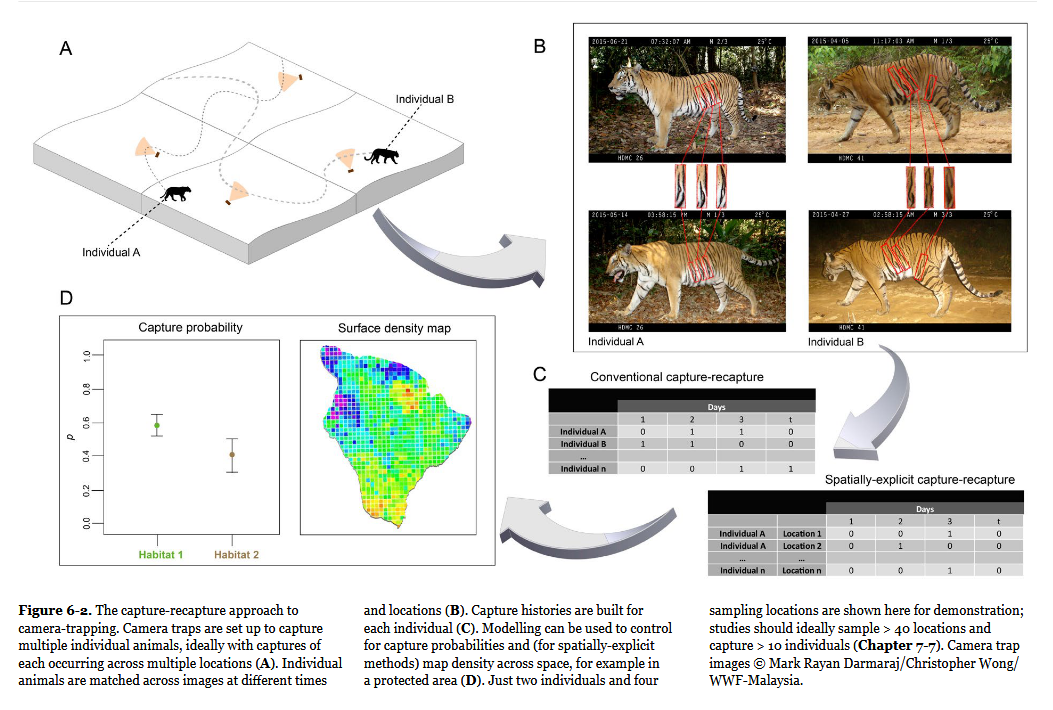 A
Individual B
Individual A
B
2015-06-21 07:32:07 AM M 2/3 25°C
HDMC 26
2015-04-05 11:17:03 AM M 1/3 25°C
HDMC 41
2015-05-14 03:58:15 PM M 1/3 25°C
HDMC 26
2015-04-27 02:58:15 AM M 3/3 25°C
HDMC 41
Individual A
Individual B
C
Conventional capture-recapture
Days
1 2 3 t
Individual A 0 1 1 0
Individual B 1 1 0 0
...
Individual n 0 0 1 1
Spatially-explicit capture-recapture
Days
1 2 3 t
Individual A Location 1 0 0 1 0
Individual A Location 2 0 1 0 0
... ...
Individual n Location n 0 0 1 0
D
Capture probability
p
1.0
0.8
0.6
0.4
0.2
0.0
Habitat 1 Habitat 2
Surface density map
Figure 6-2. The capture-recapture approach to
camera-trapping. Camera traps are set up to capture
multiple individual animals, ideally with captures of
each occurring across multiple locations (A). Individual
animals are matched across images at different times
and locations (B). Capture histories are built for
each individual (C). Modelling can be used to control
for capture probabilities and (for spatially-explicit
methods) map density across space, for example in
a protected area (D). Just two individuals and four
sampling locations are shown here for demonstration;
studies should ideally sample > 40 locations and
capture > 10 individuals (Chapter 7-7). Camera trap
images © Mark Rayan Darmaraj/Christopher Wong/
WWF-Malaysia.